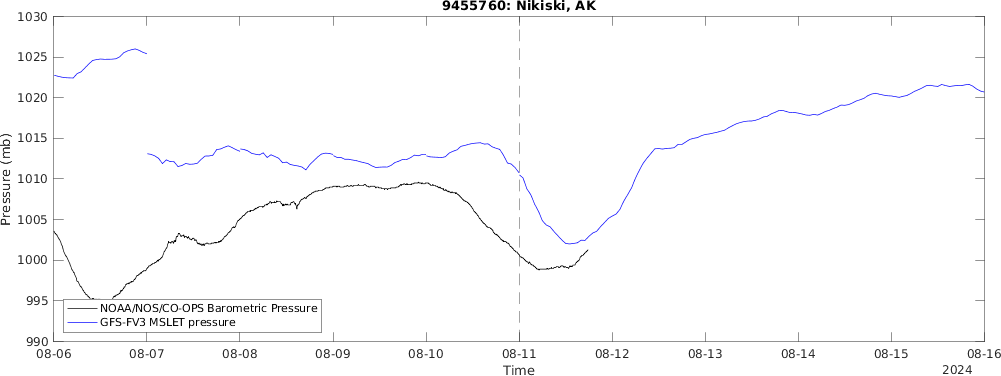 9455760: Nikiski, AK
1030
1025
1020
1015
1010
1005
1000
995
990
Pressure (mb)
NOAA/NOS/CO-OPS Barometric Pressure
GFS-FV3 MSLET pressure
08-06 08-07 08-08 08-09 08-10 08-11 08-12 08-13 08-14 08-15 08-16
Time
2024